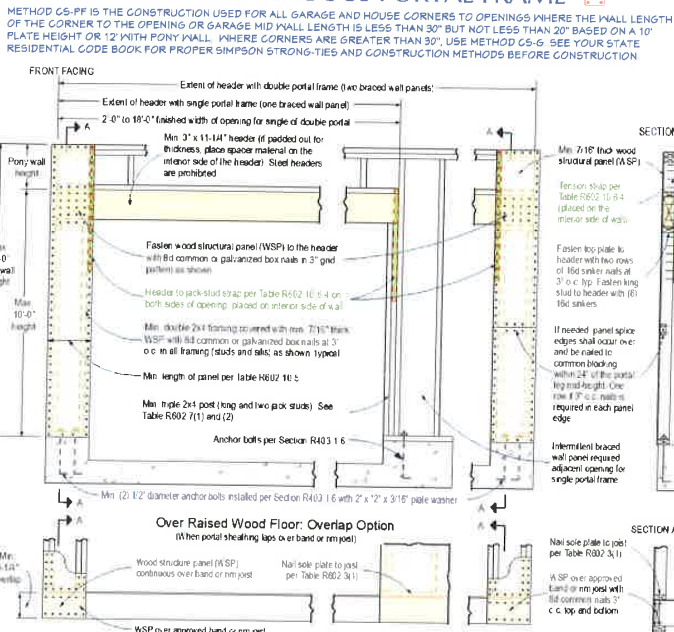 PORTAL FRAME
METHOD CS-PF IS THE CONSTRUCTION USED FOR ALL GARAGE AND HOUSE CORNERS TO OPENINGS WHERE THE WALL LENGTH
OF THE CORNER TO THE OPENING OR GARAGE MID WALL LENGTH IS LESS THAN 30" BUT NOT LESS THAN 20" BASED ON A 10'
PLATE HEIGHT OR 12' WITH PONY WALL. WHERE CORNERS ARE GREATER THAN 30", USE METHOD CS-G. SEE YOUR STATE
RESIDENTIAL CODE BOOK FOR PROPER SIMPSON STRONG-TIES AND CONSTRUCTION METHODS BEFORE CONSTRUCTION
FRONT FACING
Extent of header with double portal frame (two braced wall panels)
Extent of header with single portal frame (one braced wall panel)
2'-0" to 18'-0" finished width of opening for single of double portal
A
A
SECTION
Pony wall
height
Min. 3" x 11-1/4" header (if padded out for
thickness, place spacer material on the
interior side of the header) Steel headers
are prohibited
Min. 7/16" thick wood
structural panel (WSP)
Tension strap per
Table R602.10.6.4
(placed on the
interior side of wall)
Fasten wood structural panel (WSP) to the header
with 8d common or galvanized box nails in 3" grid
pattern as shown
Fasten top plate to
header with two rows
of 16d sinker nails at
3" o.c. typ. Fasten king
stud to header with (6)
16d sinkers
-0"
wall
height
Max.
10'-0"
height
Header to jack-stud strap per Table R602.10.6.4 on
both sides of opening, placed on interior side of wall
Min. double 2x4 framing covered with min. 7/16" thick
WSP with 8d common or galvanized box nails at 3"
o.c. in all framing (studs and sills) as shown typical
If needed, panel splice
edges shall occur over
and be nailed to
common blocking
within 24" of the portal
leg mid-height. One
row if 3" o.c. nails is
required in each panel
edge
Min. length of panel per Table R602.10.5
Min. triple 2x4 post (king and two jack studs). See
Table R602.7(1) and (2)
Anchor bolts per Section R403.1.6
Intermittent braced
wall panel required
adjacent opening for
single portal frame
Min. (2) 1/2" diameter anchor bolts installed per Section R403.1.6 with 2" x 2" x 3/16" plate washer
A
A
Over Raised Wood Floor: Overlap Option
(When portal sheathing laps over band or rim joist)
A
A
SECTION A
Min.
-1/4"
overlap
Wood structure panel (WSP)
continuous over band or rim joist
Nail sole plate to joist
per Table R602.3(1)
Nail sole plate to joist
per Table R602.3(1)
WSP over approved
band or rim joist with
8d common nails 3"
o.c. top and bottom
WSP over approved band or rim joist